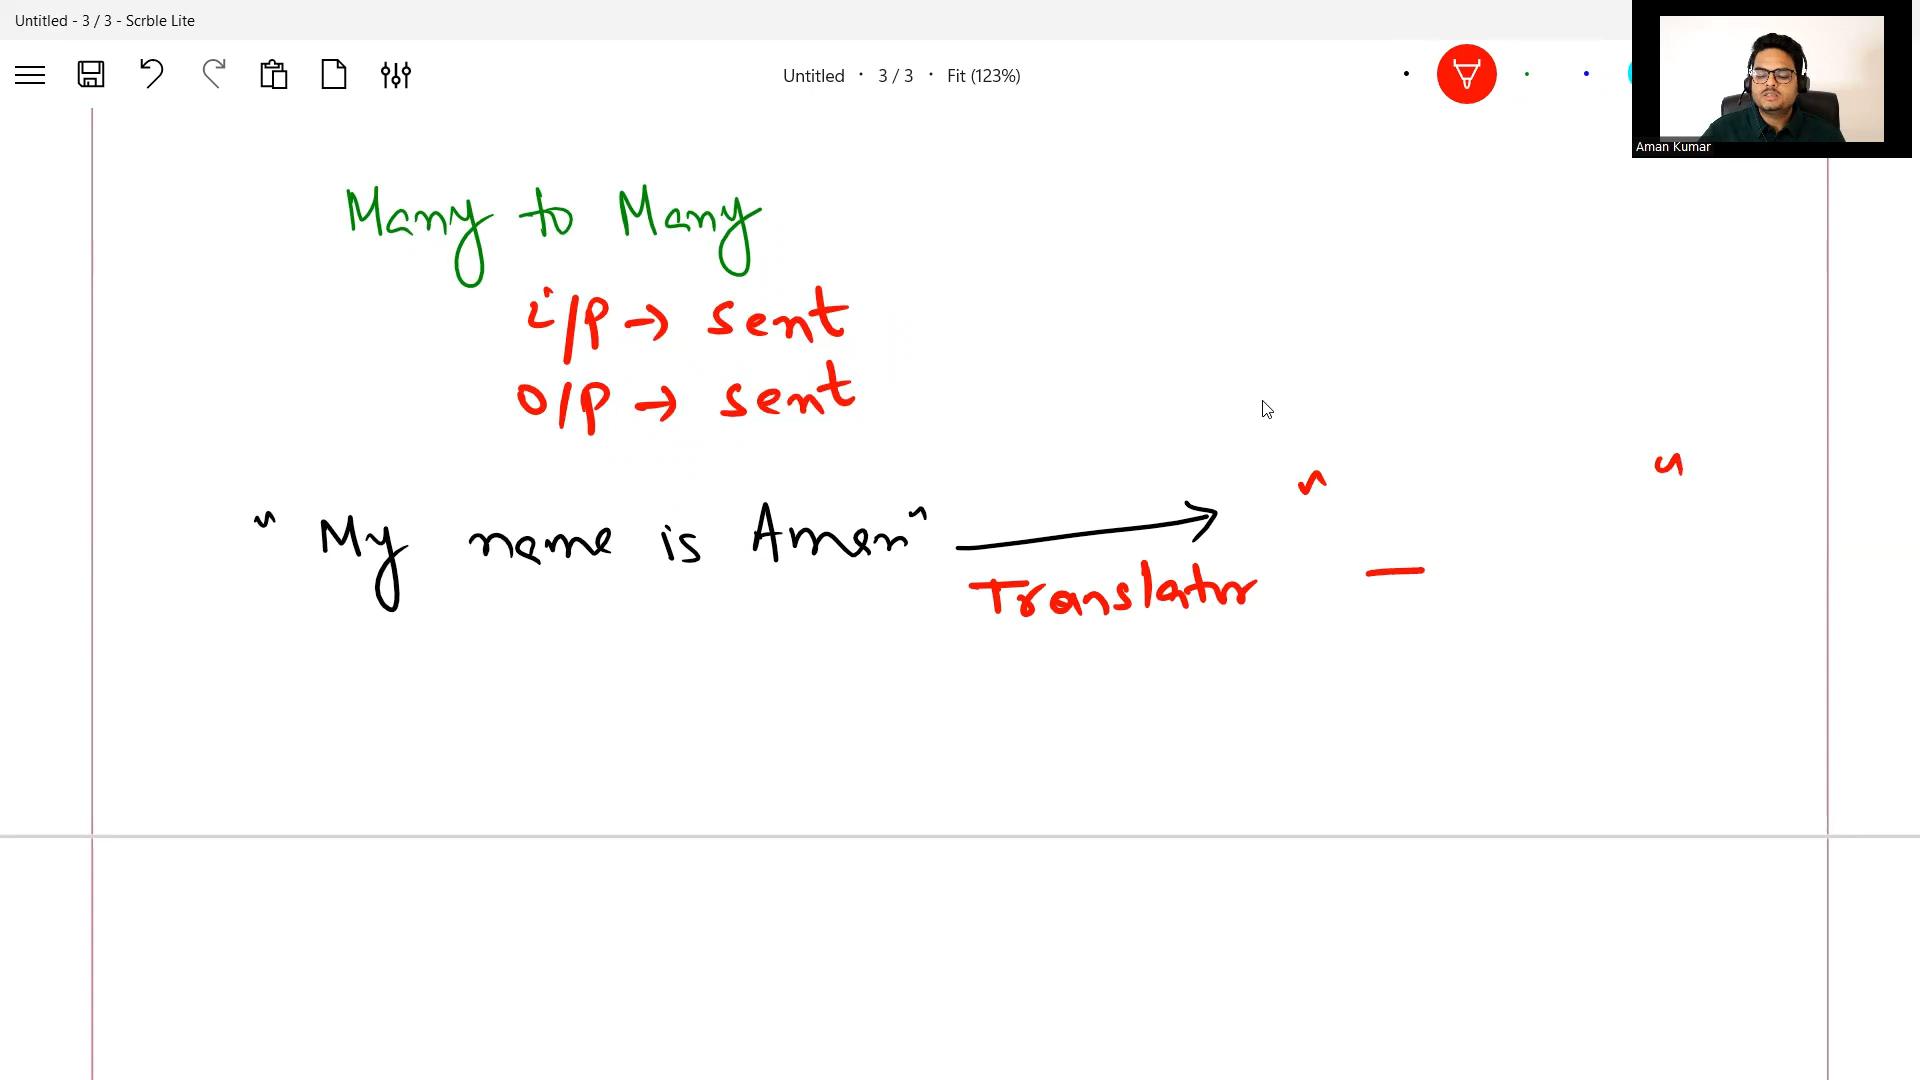 Untitled - 3 / 3 - Scrble Lite
Untitled · 3 / 3 · Fit (123%)
Aman Kumar
Many to Many
i/p → sent
o/p → sent
" My name is Aman" → " "
Translator —